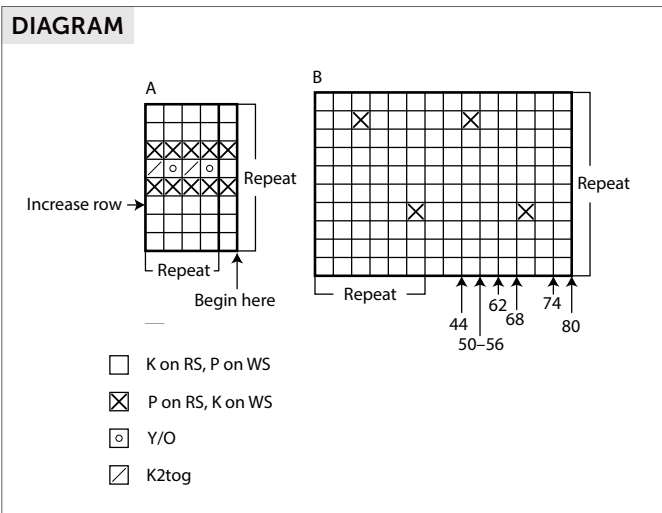 DIAGRAM
A
B
Repeat
Increase row
Repeat
Begin here
Repeat
Repeat
44
50–56
62
68
74
80
K on RS, P on WS
P on RS, K on WS
Y/O
K2tog